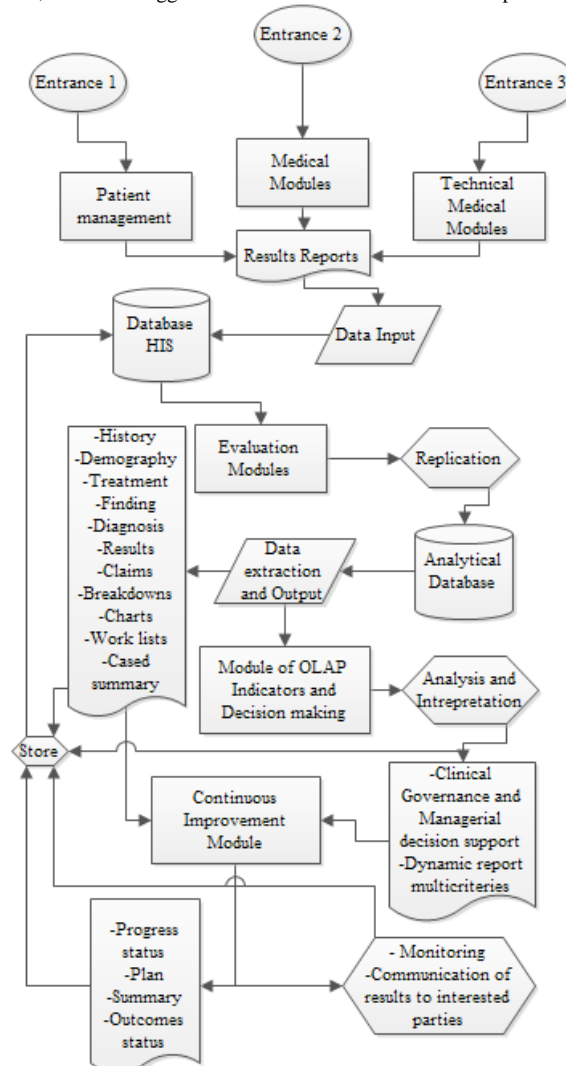 Entrance 2
Entrance 1
Entrance 3
Medical
Modules
Patient
management
Technical
Medical
Modules
Results Reports
Database
HIS
Data Input
-History
-Demography
-Treatment
-Finding
-Diagnosis
-Results
-Claims
-Breakdowns
-Charts
-Work lists
-Cased
summary
Evaluation
Modules
Replication
Data
extraction
and Output
Analytical
Database
Module of OLAP
Indicators and
Decision making
Analysis and
Intrepretation
Store
Continuous
Improvement
Module
-Clinical
Governance and
Managerial
decision support
-Dynamic report
multicriteries
-Progress
status
-Plan
-Summary
-Outcomes
status
- Monitoring
-Communication of
results to interested
parties